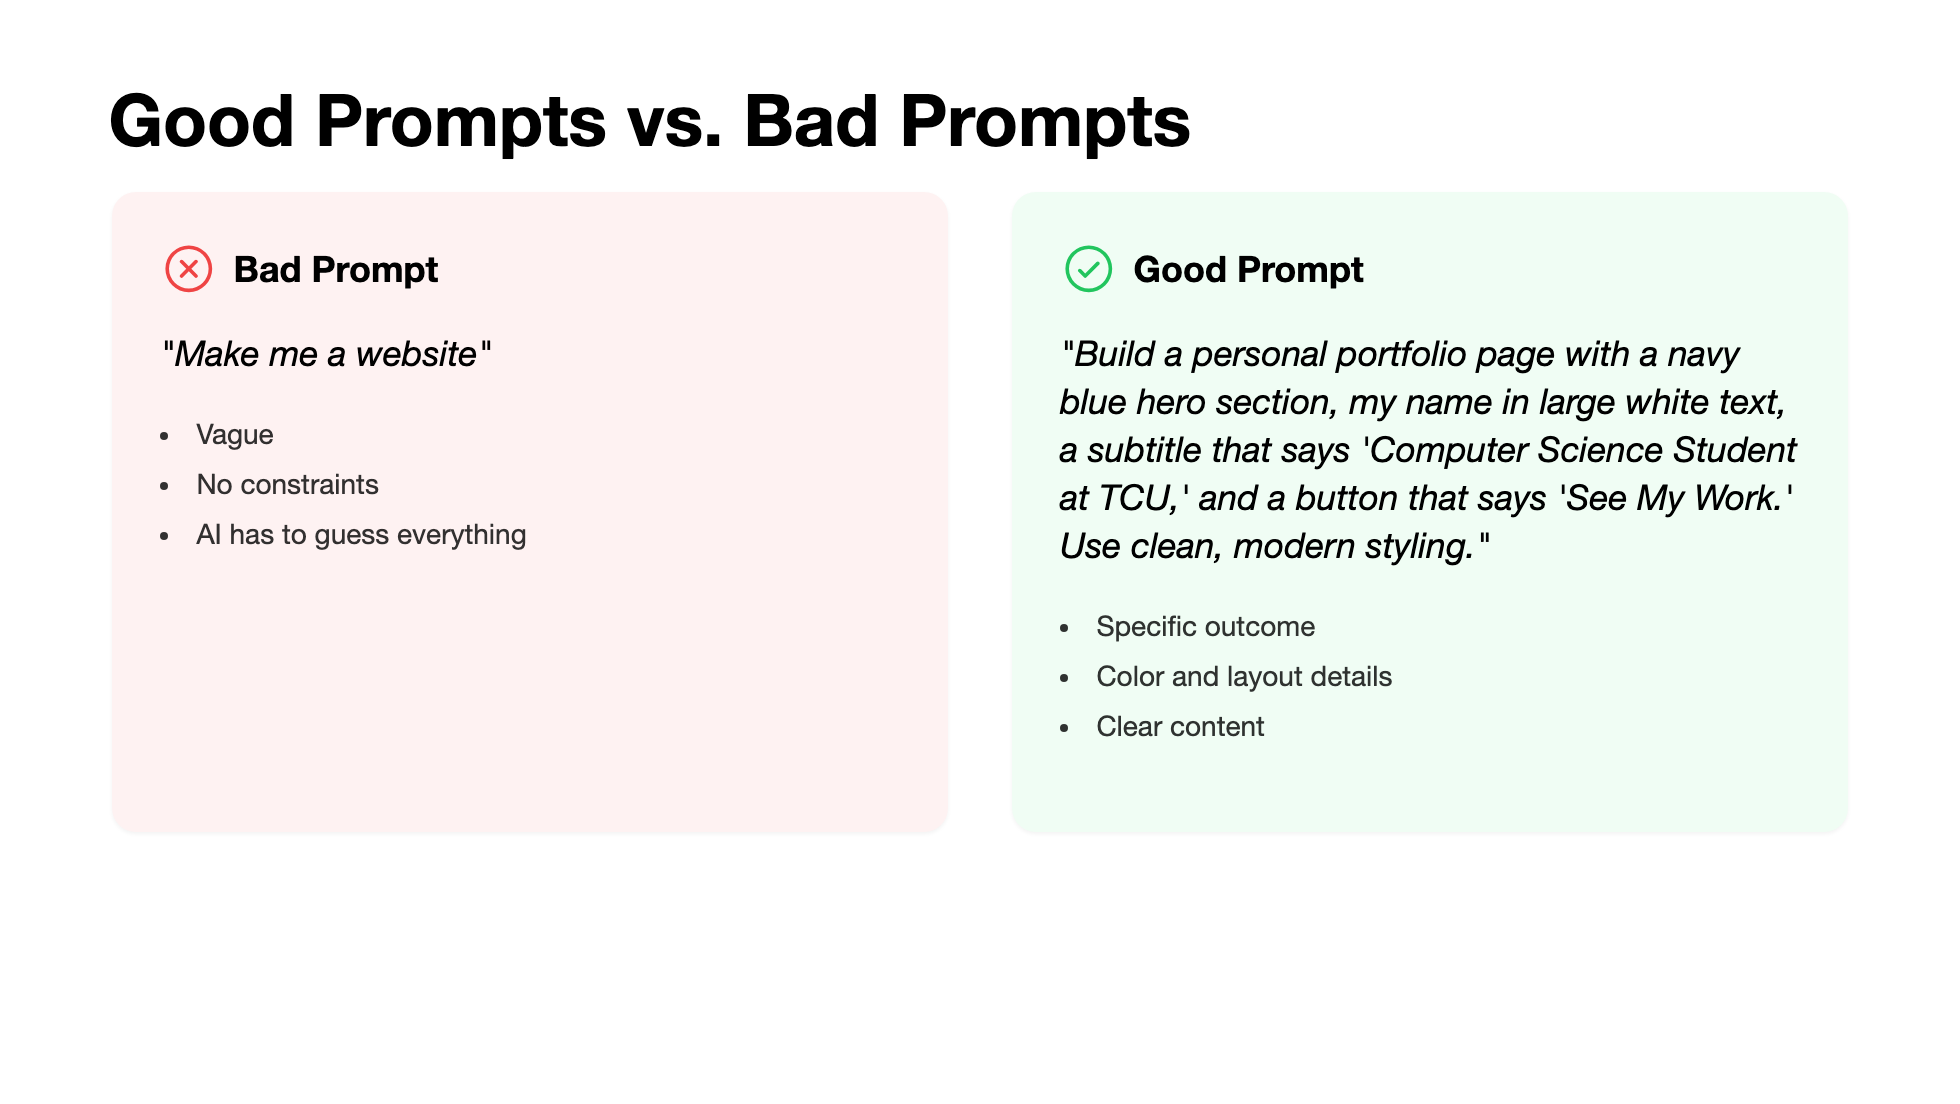 Good Prompts vs. Bad Prompts
Bad Prompt
"Make me a website"
• Vague
• No constraints
• AI has to guess everything
Good Prompt
"Build a personal portfolio page with a navy
blue hero section, my name in large white text,
a subtitle that says 'Computer Science Student
at TCU,' and a button that says 'See My Work.'
Use clean, modern styling."
• Specific outcome
• Color and layout details
• Clear content